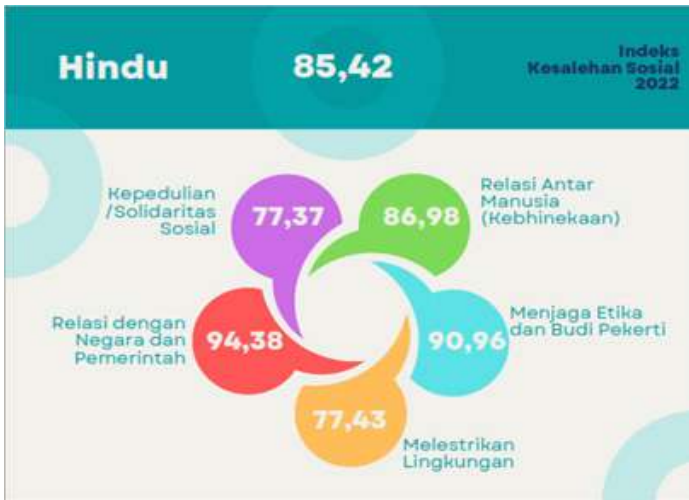 Hindu
85,42
Indeks
Kesalehan Sosial
2022
Kepedulian
/Solidaritas
Sosial
77,37
86,98
Relasi Antar
Manusia
(Kebhinekaan)
Relasi dengan
Negara dan
Pemerintah
94,38
90,96
Menjaga Etika
dan Budi Pekerti
77,43
Melestrikan
Lingkungan